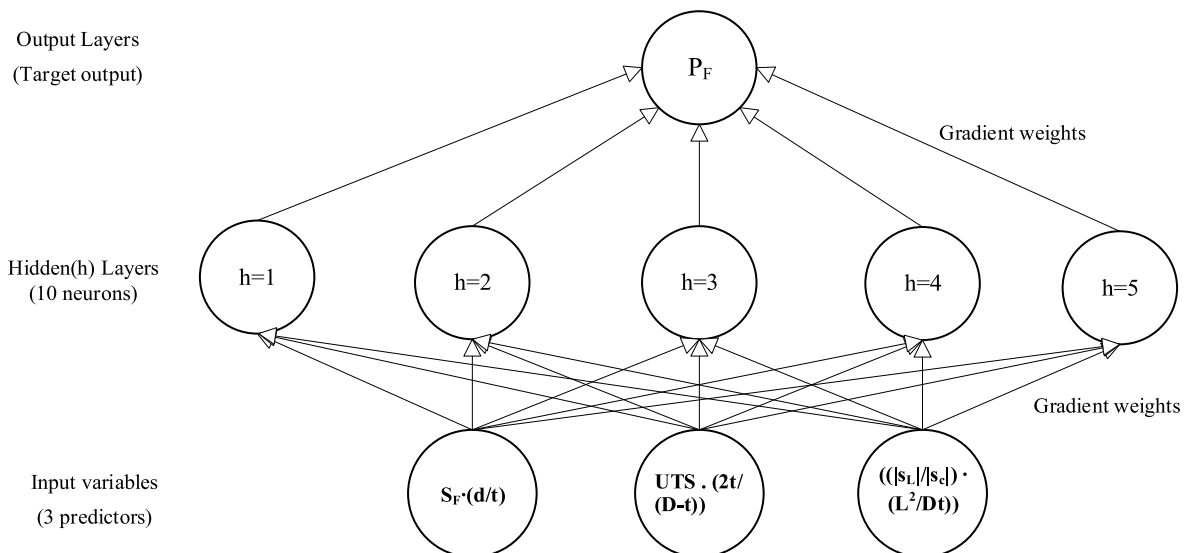 Output Layers
(Target output)
P_F
Gradient weights
Hidden(h) Layers
(10 neurons)
h=1
h=2
h=3
h=4
h=5
Gradient weights
Input variables
(3 predictors)
S_F·(d/t)
UTS . (2t/
(D-t))
((|s_L|/|s_c|) ·
(L²/Dt))